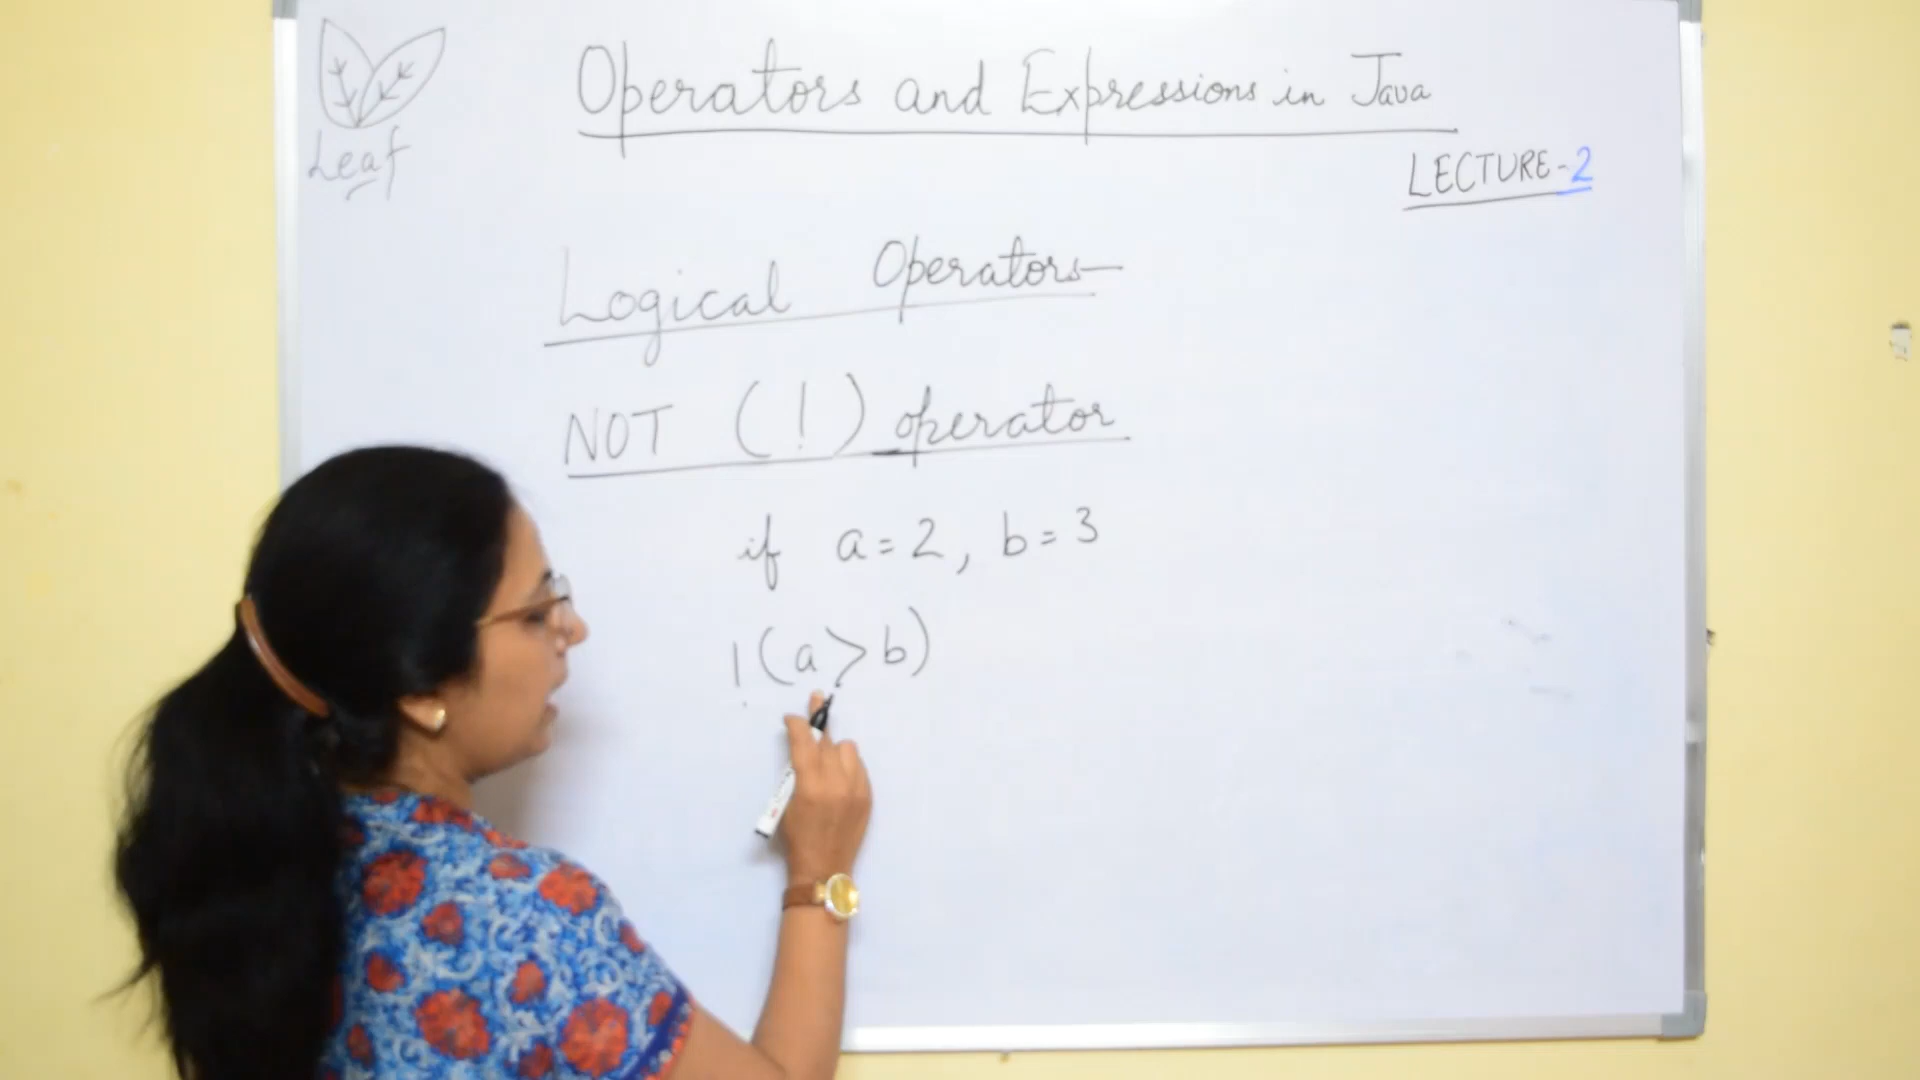 Leaf
Operators and Expressions in Java
LECTURE-2
Logical Operators-
NOT (!) operator
if a=2, b=3
!(a>b)